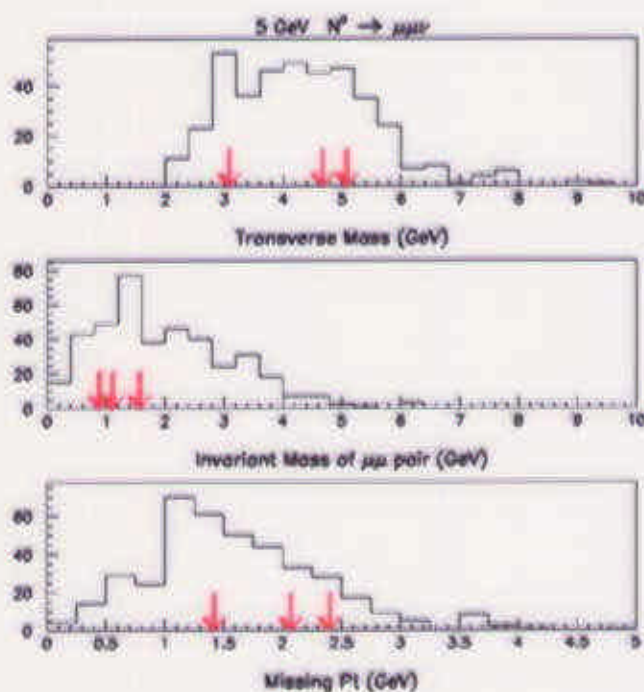 5 GeV N⁰ → μμν
40
20
0
0 1 2 3 4 5 6 7 8 9 10
Transverse Mass (GeV)
80
60
40
20
0
0 1 2 3 4 5 6 7 8 9 10
Invariant Mass of μμ pair (GeV)
60
40
20
0
0 0.5 1 1.5 2 2.5 3 3.5 4 4.5 5
Missing Pt (GeV)